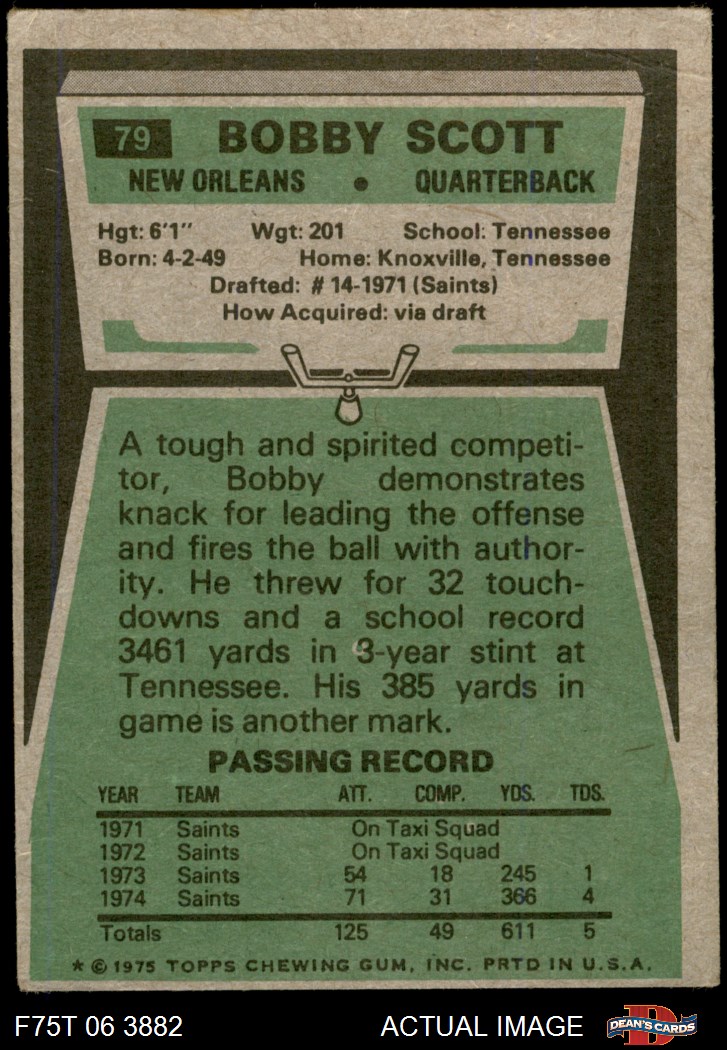 79 BOBBY SCOTT
NEW ORLEANS • QUARTERBACK
Hgt: 6'1" Wgt: 201 School: Tennessee
Born: 4-2-49 Home: Knoxville, Tennessee
Drafted: # 14-1971 (Saints)
How Acquired: via draft
A tough and spirited competi-
tor, Bobby demonstrates
knack for leading the offense
and fires the ball with author-
ity. He threw for 32 touch-
downs and a school record
3461 yards in 3-year stint at
Tennessee. His 385 yards in
game is another mark.
PASSING RECORD
YEAR TEAM ATT. COMP. YDS. TDS.
1971 Saints On Taxi Squad
1972 Saints On Taxi Squad
1973 Saints 54 18 245 1
1974 Saints 71 31 366 4
Totals 125 49 611 5
* © 1975 TOPPS CHEWING GUM, INC. PRTD IN U.S.A.
F75T 06 3882 ACTUAL IMAGE D DEAN'S CARDS